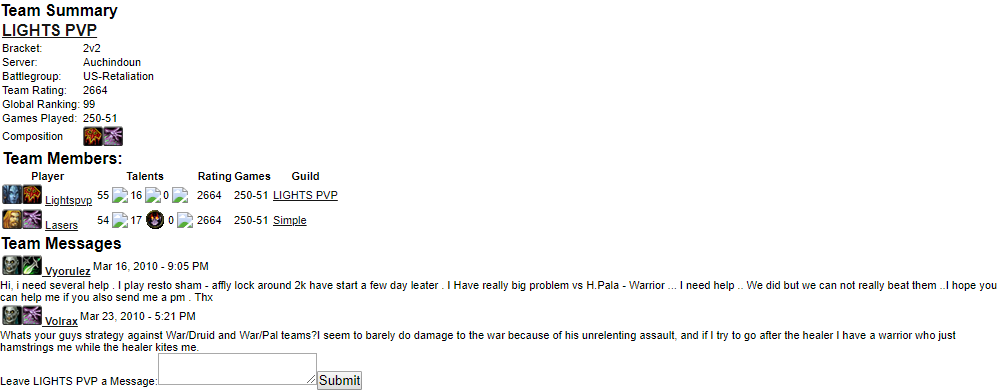 Team Summary
LIGHTS PVP
Bracket: 2v2
Server: Auchindoun
Battlegroup: US-Retaliation
Team Rating: 2664
Global Ranking: 99
Games Played: 250-51
Composition
Team Members:
Player Talents Rating Games Guild
Lightspvp 55 16 0 2664 250-51 LIGHTS PVP
Lasers 54 17 0 2664 250-51 Simple
Team Messages
Vyorulez Mar 16, 2010 - 9:05 PM
Hi, i need several help . I play resto sham - affly lock around 2k have start a few day leater . I Have really big problem vs H.Pala - Warrior ... I need help .. We did but we can not really beat them ..I hope you
can help me if you also send me a pm . Thx
Volrax Mar 23, 2010 - 5:21 PM
Whats your guys strategy against War/Druid and War/Pal teams?I seem to barely do damage to the war because of his unrelenting assault, and if I try to go after the healer I have a warrior who just
hamstrings me while the healer kites me.
Leave LIGHTS PVP a Message: Submit